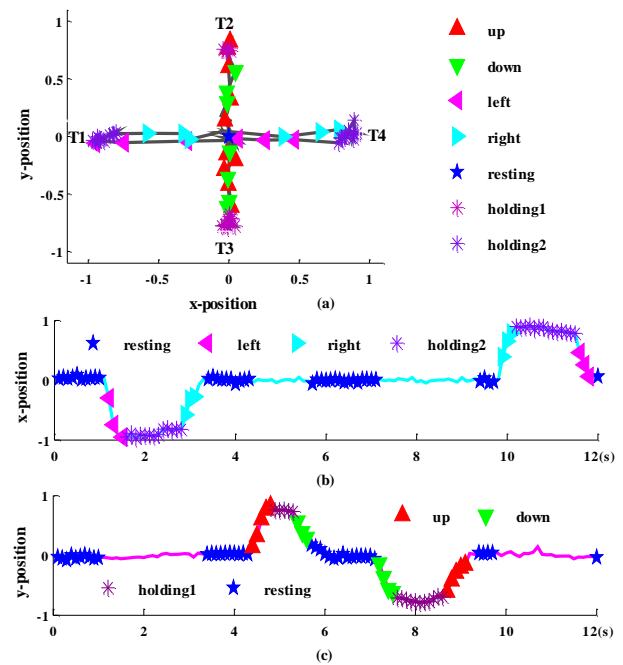 1
T2
up
0.5
down
left
y-position
0
T1
T4
right
resting
-0.5
holding1
-1
T3
holding2
-1
-0.5
0
0.5
1
x-position
(a)
1
resting
left
right
holding2
x-position
0
-1
0
2
4
6
8
10
12(s)
(b)
1
up
down
y-position
0
holding1
resting
-1
0
2
4
6
8
10
12(s)
(c)